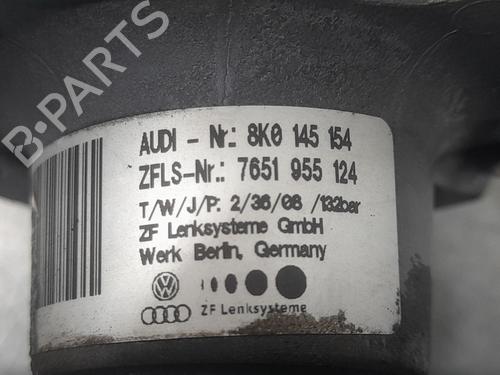 B-PARTS
AUDI - Nr.: 8K0 145 154
ZFLS-Nr.: 7651 955 124
T/W/J/P: 2/36/08 /132bar
ZF Lenksysteme GmbH
Werk Berlin, Germany
ZF Lenksysteme